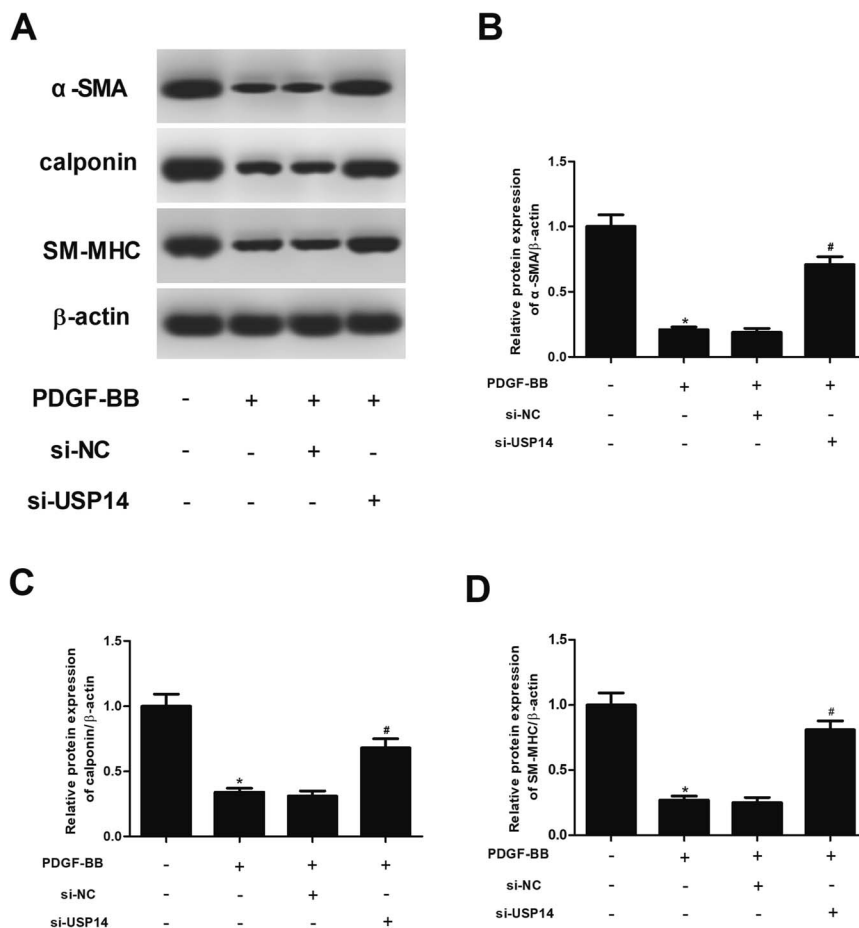 A
α-SMA
calponin
SM-MHC
β-actin
PDGF-BB - + + +
si-NC - - + -
si-USP14 - - - +
B
Relative protein expression
of α-SMA/β-actin
1.5
1.0
0.5
0.0
*
#
PDGF-BB - + + +
si-NC - - + -
si-USP14 - - - +
C
Relative protein expression
of calponin/β-actin
1.5
1.0
0.5
0.0
*
#
PDGF-BB - + + +
si-NC - - + -
si-USP14 - - - +
D
Relative protein expression
of SM-MHC/β-actin
1.5
1.0
0.5
0.0
*
#
PDGF-BB - + + +
si-NC - - + -
si-USP14 - - - +